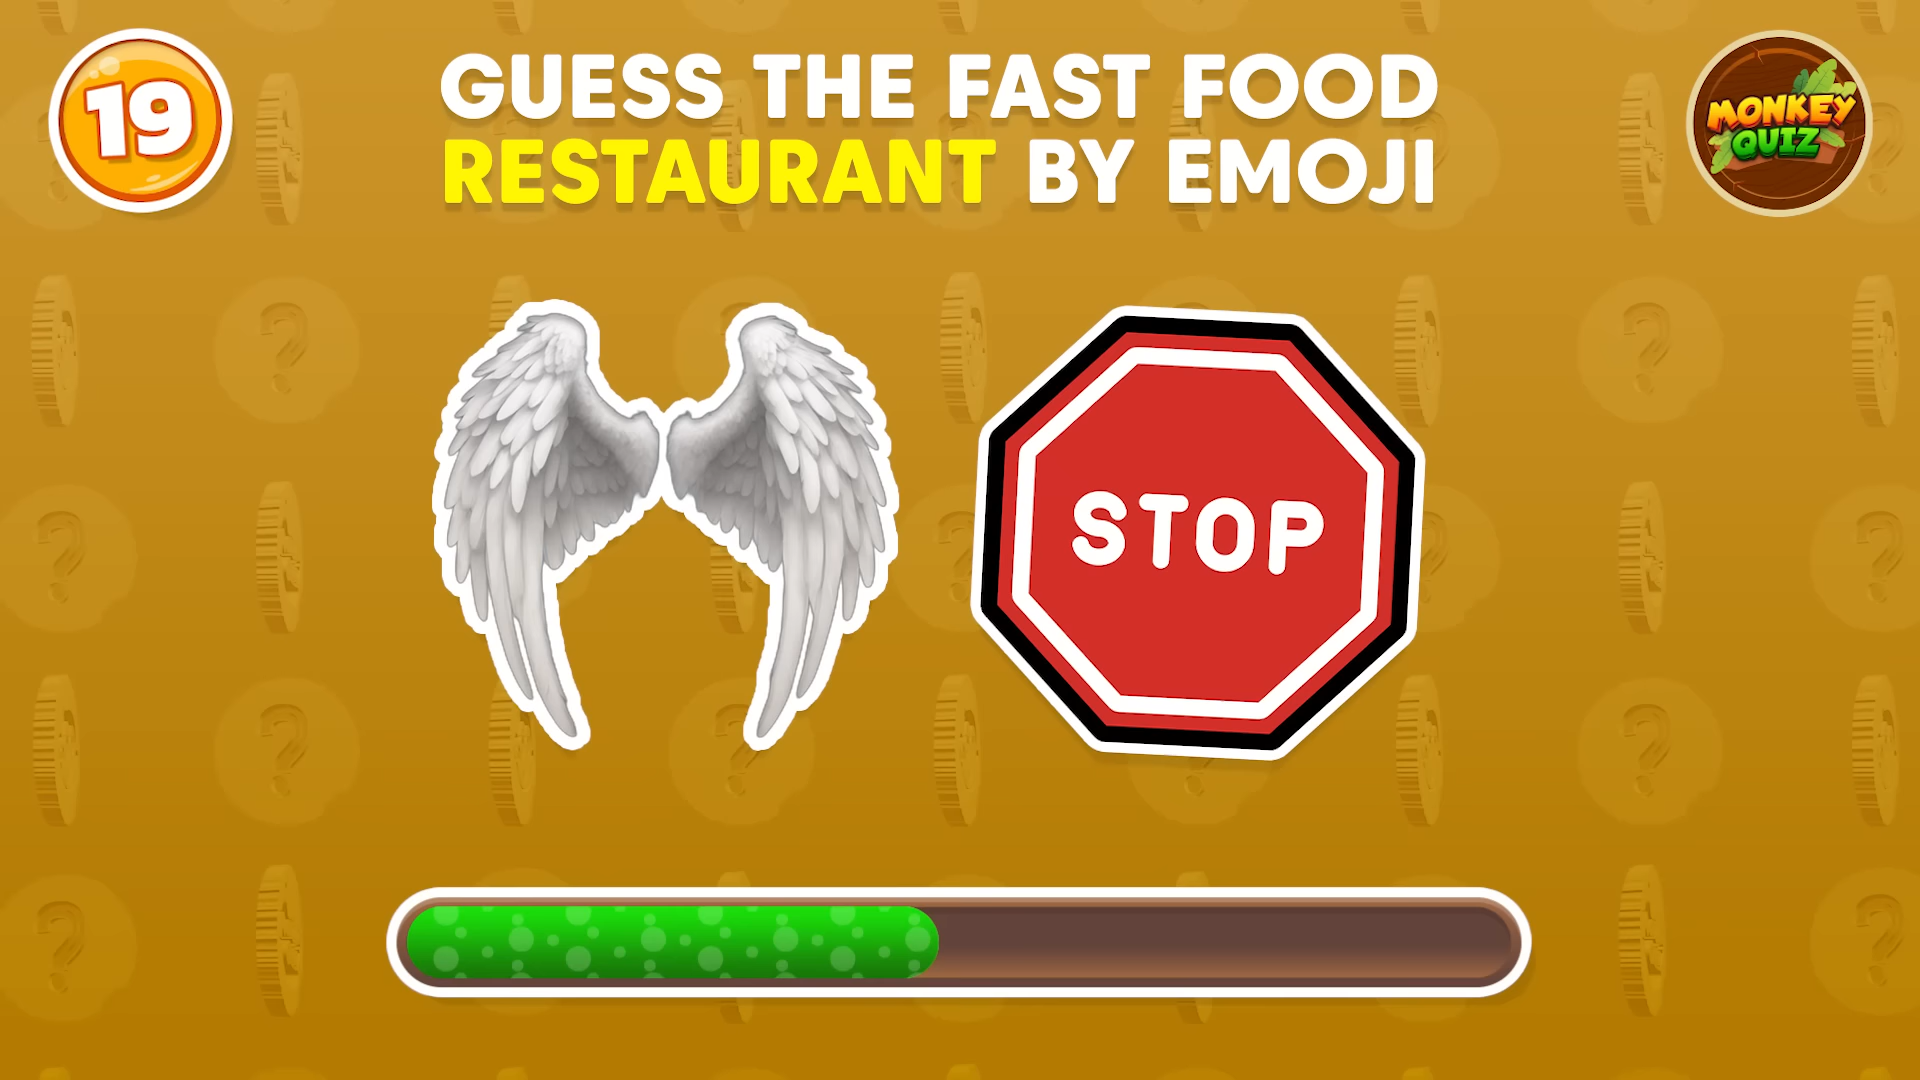 19
GUESS THE FAST FOOD
RESTAURANT BY EMOJI
MONKEY
QUIZ
STOP